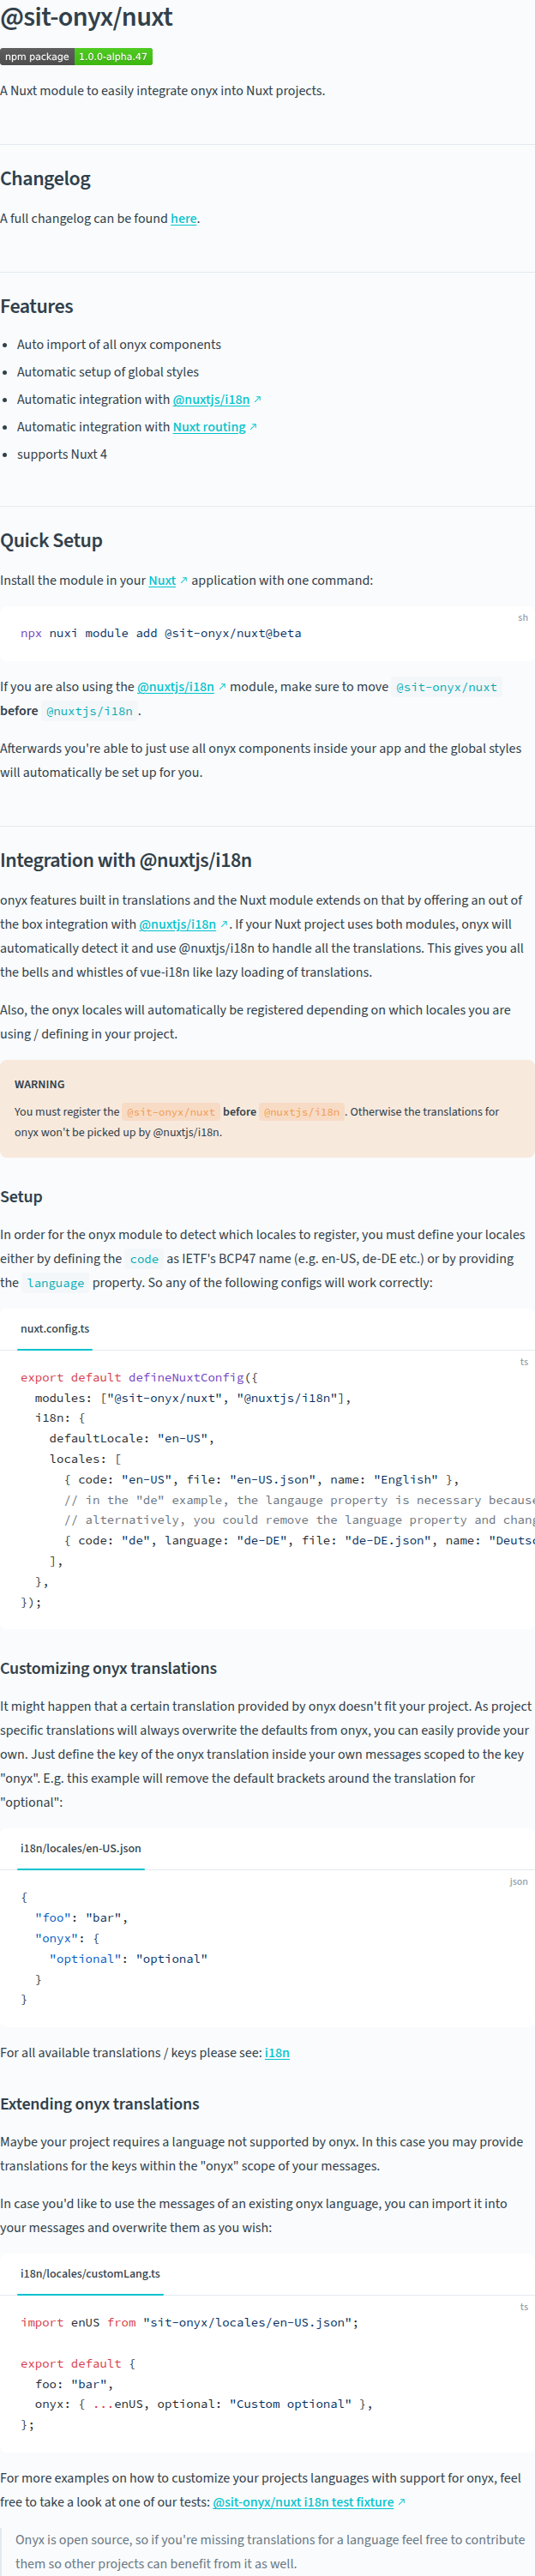 @sit-onyx/nuxt
npm package 1.0.0-alpha.47
A Nuxt module to easily integrate onyx into Nuxt projects.
Changelog
A full changelog can be found here.
Features
• Auto import of all onyx components
• Automatic setup of global styles
• Automatic integration with @nuxtjs/i18n ↗
• Automatic integration with Nuxt routing ↗
• supports Nuxt 4
Quick Setup
Install the module in your Nuxt ↗ application with one command:
sh
npx nuxi module add @sit-onyx/nuxt@beta
If you are also using the @nuxtjs/i18n ↗ module, make sure to move @sit-onyx/nuxt
before @nuxtjs/i18n .
Afterwards you're able to just use all onyx components inside your app and the global styles
will automatically be set up for you.
Integration with @nuxtjs/i18n
onyx features built in translations and the Nuxt module extends on that by offering an out of
the box integration with @nuxtjs/i18n ↗. If your Nuxt project uses both modules, onyx will
automatically detect it and use @nuxtjs/i18n to handle all the translations. This gives you all
the bells and whistles of vue-i18n like lazy loading of translations.
Also, the onyx locales will automatically be registered depending on which locales you are
using / defining in your project.
WARNING
You must register the @sit-onyx/nuxt before @nuxtjs/i18n . Otherwise the translations for
onyx won't be picked up by @nuxtjs/i18n.
Setup
In order for the onyx module to detect which locales to register, you must define your locales
either by defining the code as IETF's BCP47 name (e.g. en-US, de-DE etc.) or by providing
the language property. So any of the following configs will work correctly:
nuxt.config.ts
ts
export default defineNuxtConfig({
  modules: ["@sit-onyx/nuxt", "@nuxtjs/i18n"],
  i18n: {
    defaultLocale: "en-US",
    locales: [
      { code: "en-US", file: "en-US.json", name: "English" },
      // in the "de" example, the langauge property is necessary because
      // alternatively, you could remove the language property and chang
      { code: "de", language: "de-DE", file: "de-DE.json", name: "Deutsc
    ],
  },
});
Customizing onyx translations
It might happen that a certain translation provided by onyx doesn't fit your project. As project
specific translations will always overwrite the defaults from onyx, you can easily provide your
own. Just define the key of the onyx translation inside your own messages scoped to the key
"onyx". E.g. this example will remove the default brackets around the translation for
"optional":
i18n/locales/en-US.json
json
{
  "foo": "bar",
  "onyx": {
    "optional": "optional"
  }
}
For all available translations / keys please see: i18n
Extending onyx translations
Maybe your project requires a language not supported by onyx. In this case you may provide
translations for the keys within the "onyx" scope of your messages.
In case you'd like to use the messages of an existing onyx language, you can import it into
your messages and overwrite them as you wish:
i18n/locales/customLang.ts
ts
import enUS from "sit-onyx/locales/en-US.json";
export default {
  foo: "bar",
  onyx: { ...enUS, optional: "Custom optional" },
};
For more examples on how to customize your projects languages with support for onyx, feel
free to take a look at one of our tests: @sit-onyx/nuxt i18n test fixture ↗
Onyx is open source, so if you're missing translations for a language feel free to contribute
them so other projects can benefit from it as well.